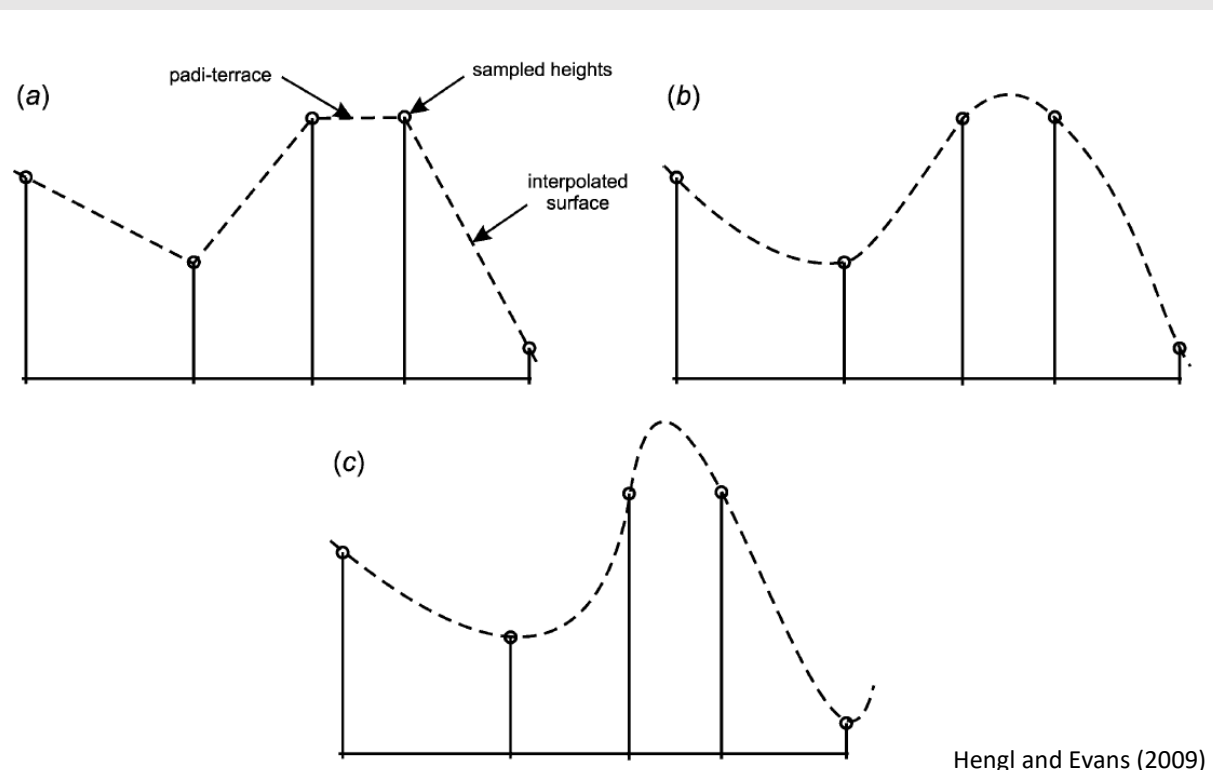 padi-terrace
sampled heights
(a)
(b)
interpolated
surface
(c)
Hengl and Evans (2009)